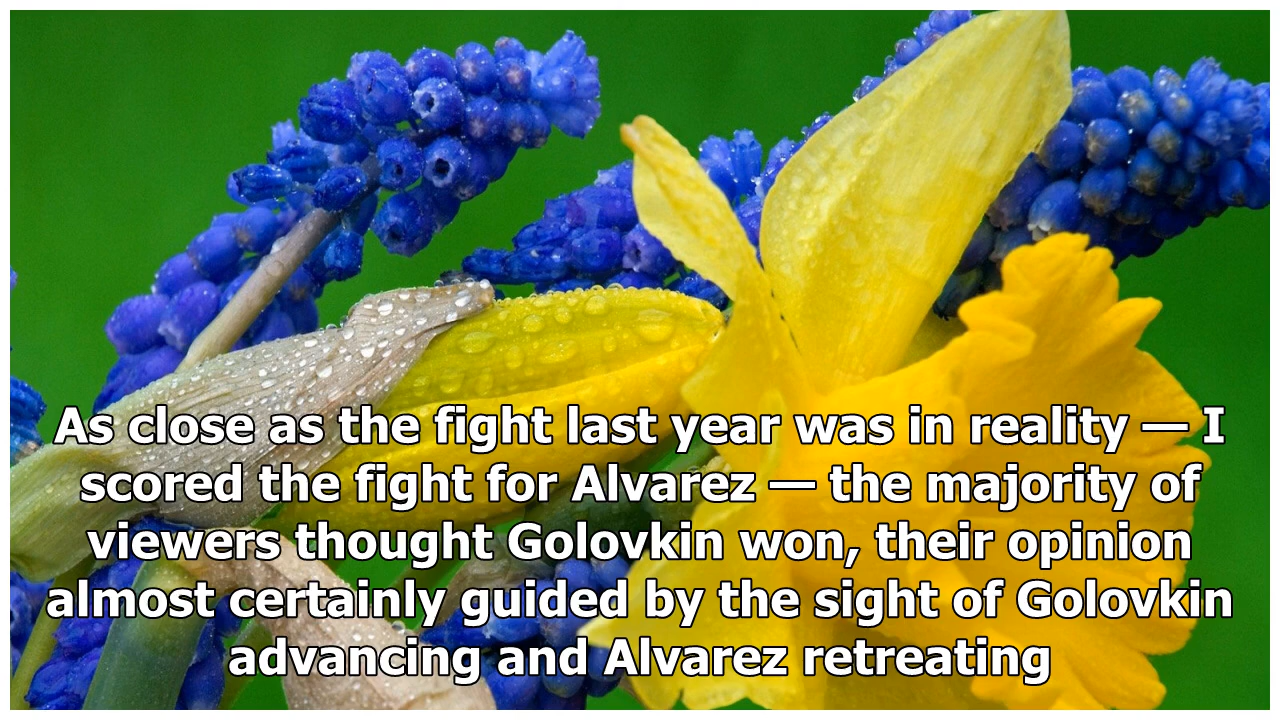 As close as the fight last year was in reality — I
scored the fight for Alvarez — the majority of
viewers thought Golovkin won, their opinion
almost certainly guided by the sight of Golovkin
advancing and Alvarez retreating